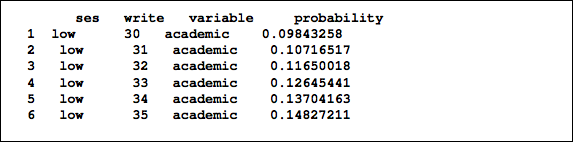 ses write variable probability
1 low 30 academic 0.09843258
2 low 31 academic 0.10716517
3 low 32 academic 0.11650018
4 low 33 academic 0.12645441
5 low 34 academic 0.13704163
6 low 35 academic 0.14827211